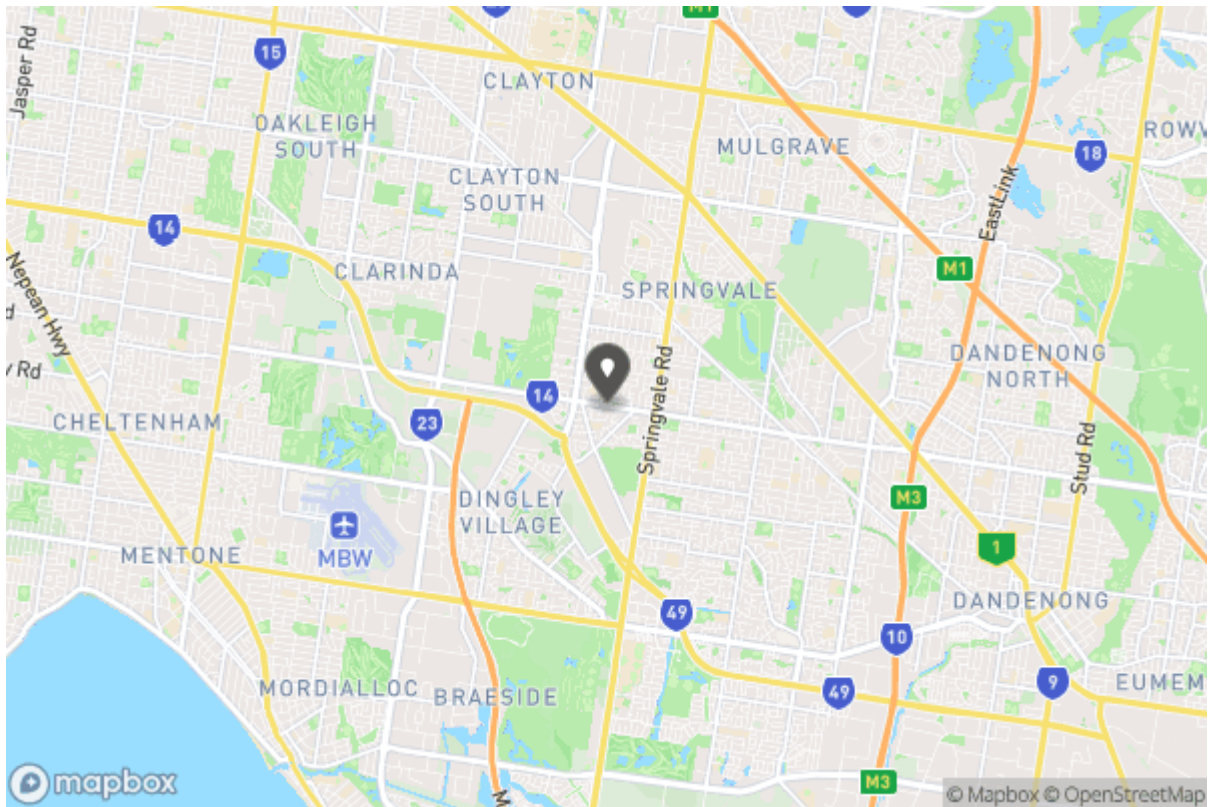 Jasper Rd
15
CLAYTON
M1
OAKLEIGH
SOUTH
MULGRAVE
ROWV
18
CLAYTON
SOUTH
EastLink
14
Nepean Hwy
CLARINDA
M1
SPRINGVALE
d
y Rd
DANDENONG
NORTH
Springvale Rd
14
CHELTENHAM
23
Stud Rd
DINGLEY
VILLAGE
M3
MENTONE
MBW
1
DANDENONG
49
10
MORDIALLOC
BRAESIDE
49
9
EUMEM
M
M3
mapbox
© Mapbox © OpenStreetMap